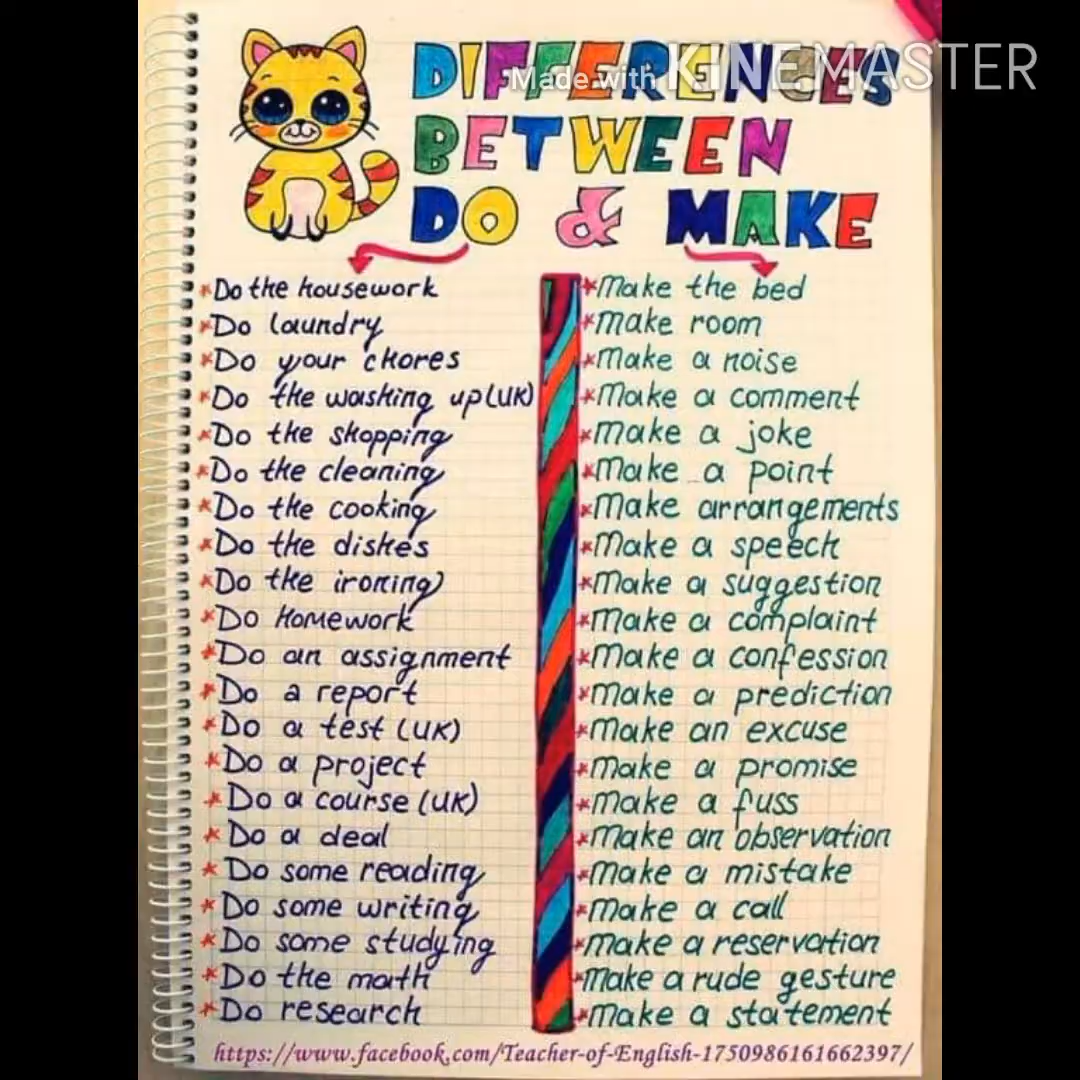 DIFFERENCES
Made with KINEMASTER
BETWEEN
DO & MAKE
Do the housework
Do laundry
Do your chores
Do the washing up (UK)
Do the shopping
Do the cleaning
Do the cooking
Do the dishes
Do the ironing
Do Homework
Do an assignment
Do a report
Do a test (UK)
Do a project
Do a course (UK)
Do a deal
Do some reading
Do some writing
Do some studying
Do the math
Do research
Make the bed
Make room
Make a noise
Make a comment
Make a joke
Make a point
Make arrangements
Make a speech
Make a suggestion
Make a complaint
Make a confession
Make a prediction
Make an excuse
Make a promise
Make a fuss
Make an observation
Make a mistake
Make a call
Make a reservation
Make a rude gesture
Make a statement
https://www.facebook.com/Teacher-of-English-1750986161662397/